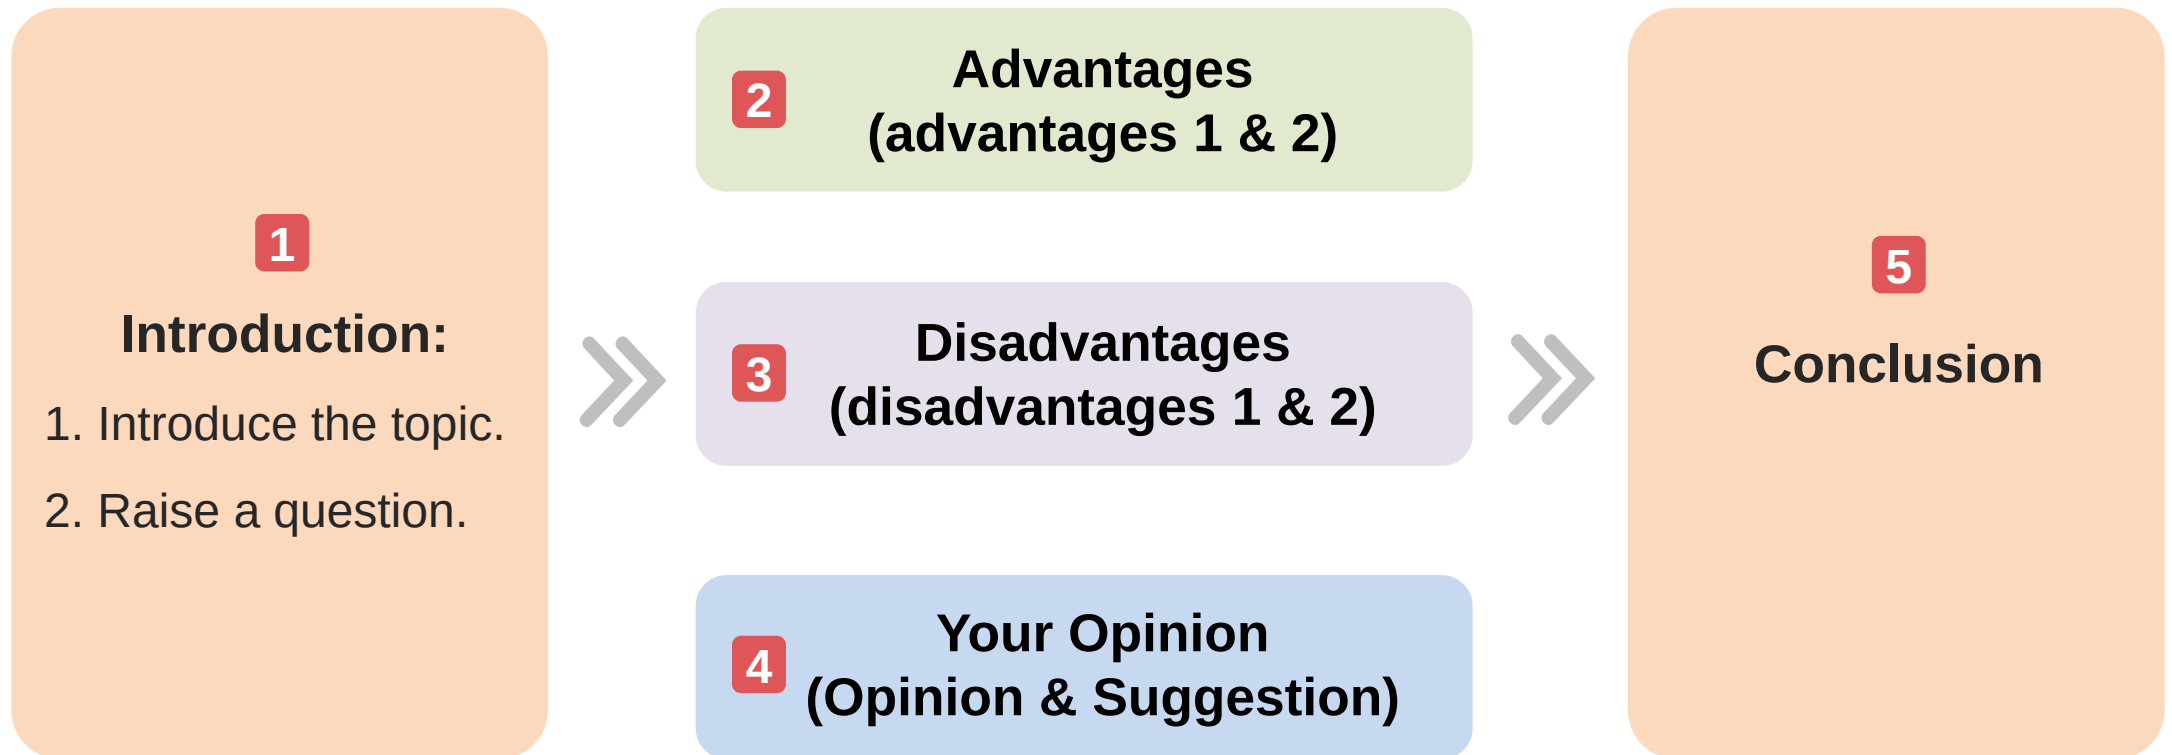 1
Introduction:
1. Introduce the topic.
2. Raise a question.
2
Advantages
(advantages 1 & 2)
3
Disadvantages
(disadvantages 1 & 2)
4
Your Opinion
(Opinion & Suggestion)
5
Conclusion